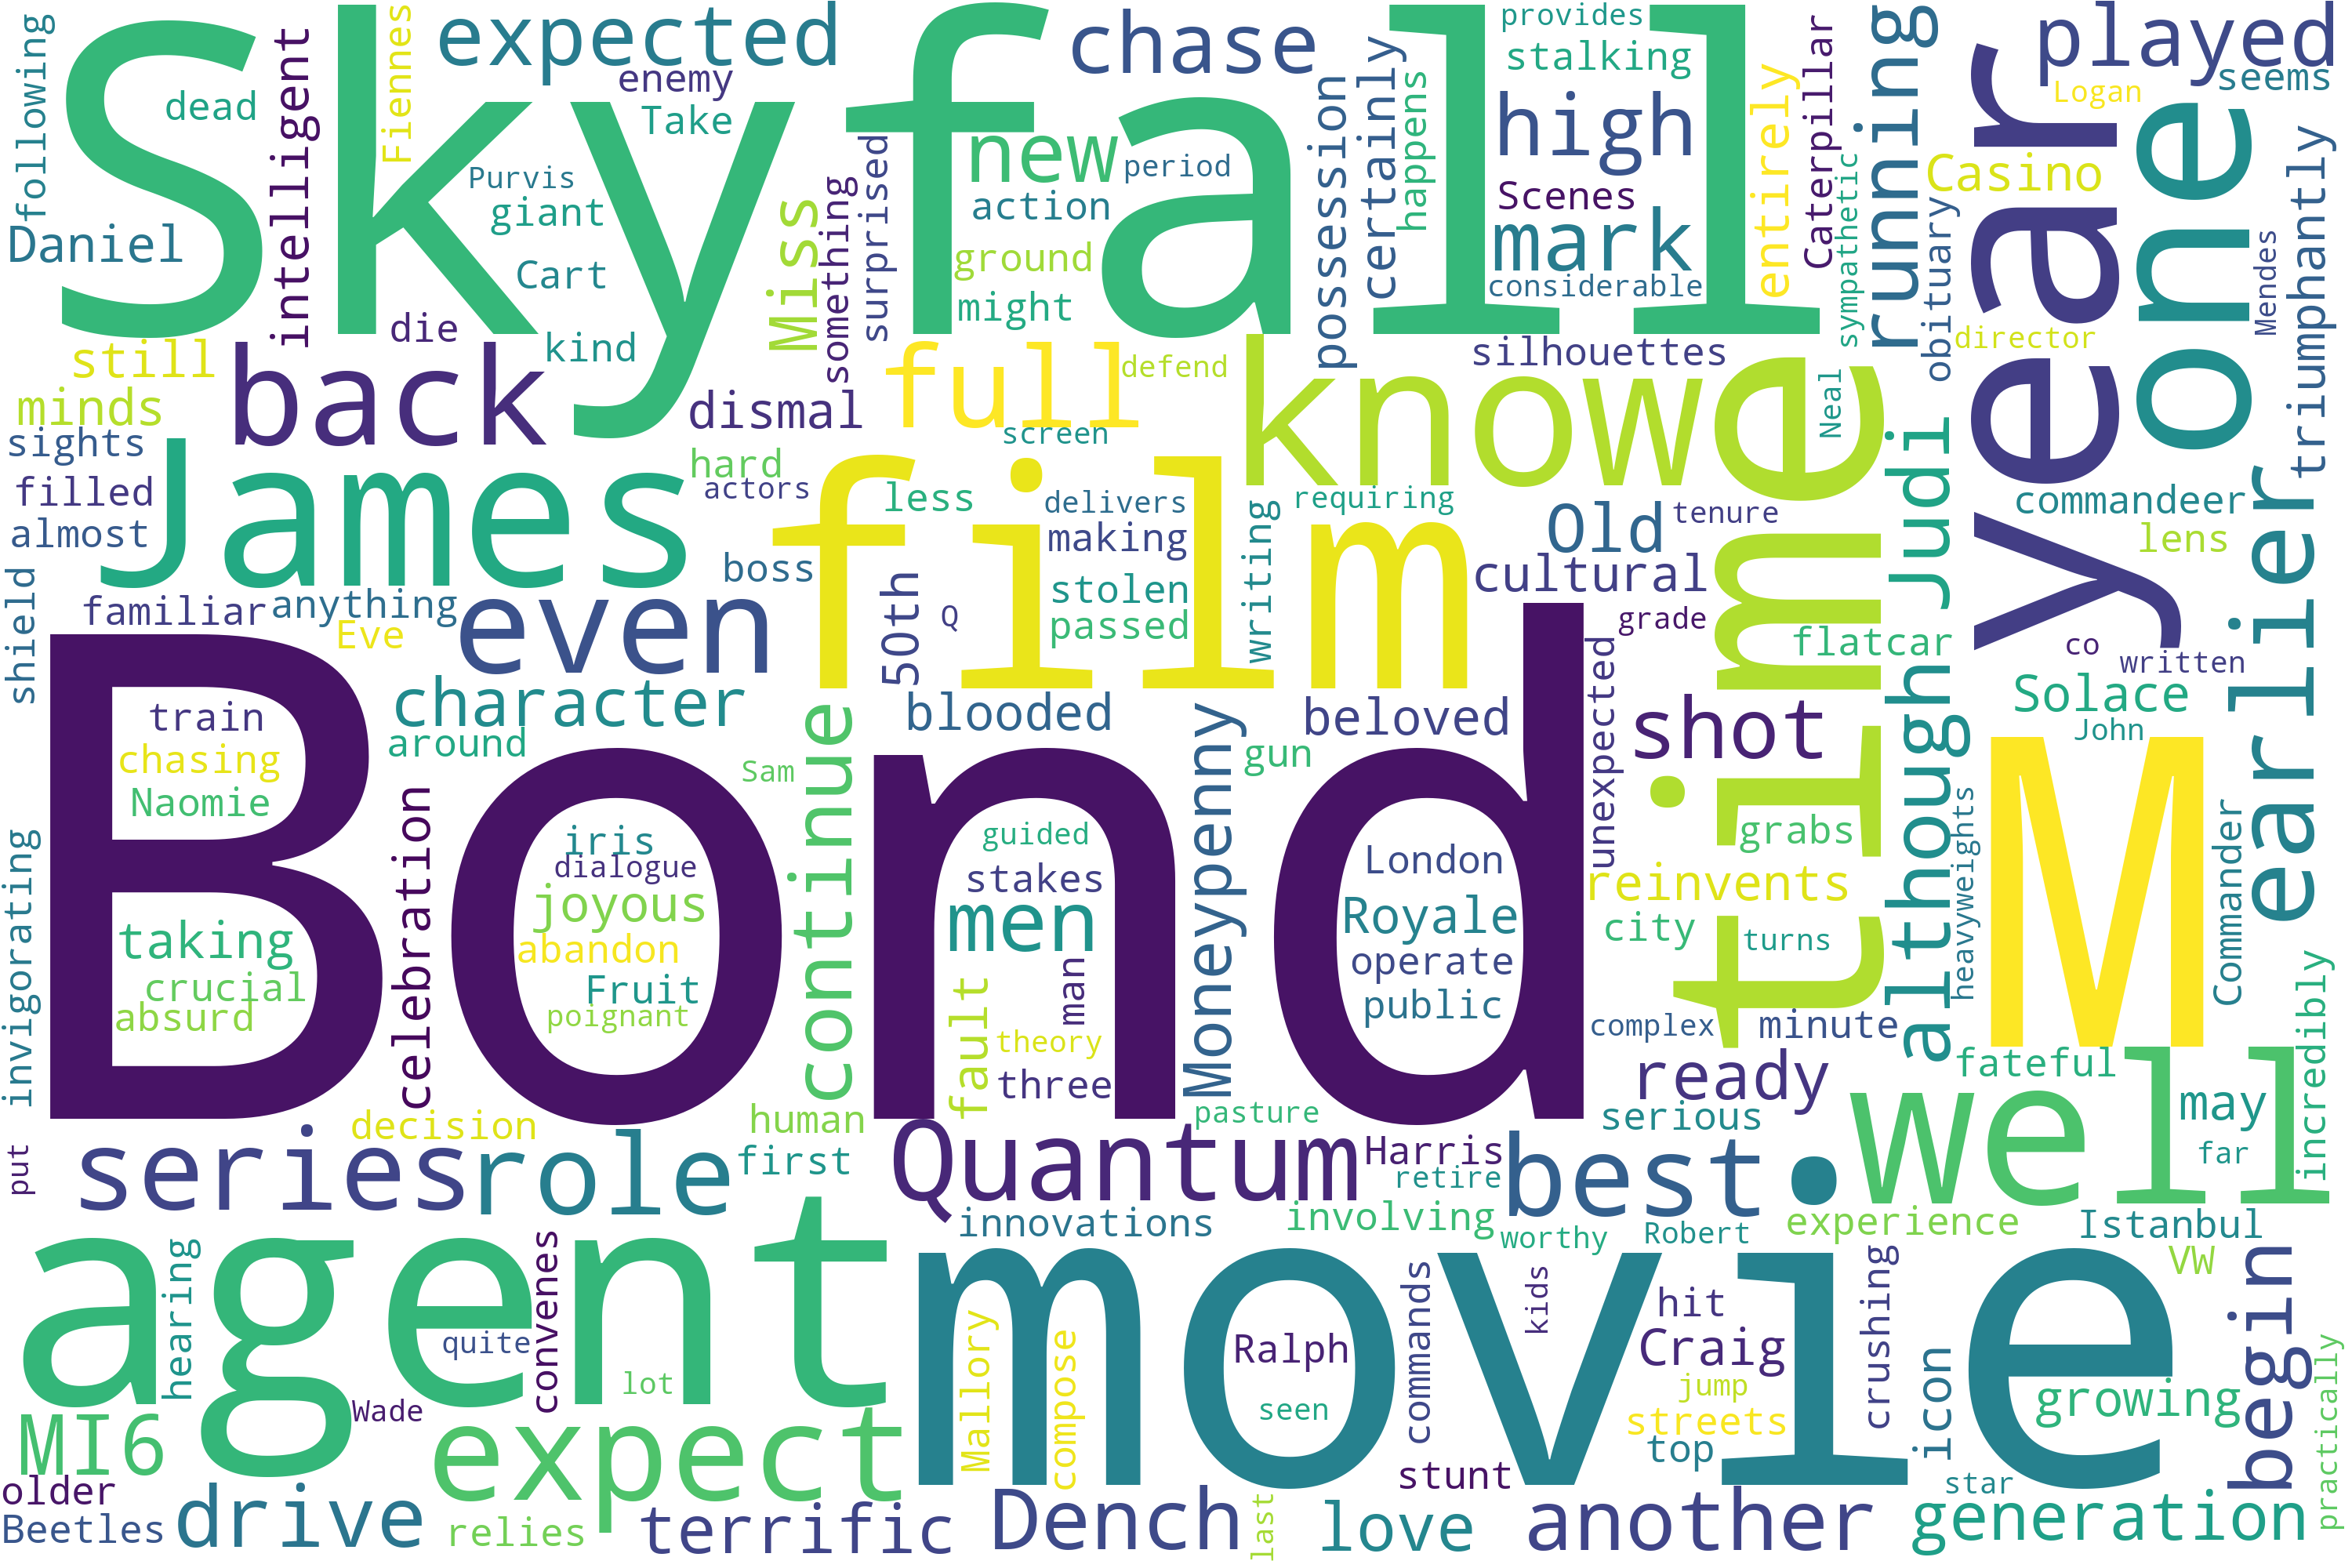 Skyfall
expected
chase
provides
stalking
played
following
dead
intelligent
Fiennes
enemy
Take
new
period
possession
certainly
happens
high
Scenes
mark
considerable
entirely
Caterpillar
sympathetic
running
Logan
seems
Casino
year
one
Daniel
Purvis
giant
Cart
kind
die
Miss
something
surprised
action
ground
might
obituary
director
Mendes
triumphantly
still
minds
back
dismal
full
defend
screen
know
silhouettes
Neal
sights
filled
almost
James
hard
actors
less
film
delivers
making
stolen
passed
writing
requiring
Old
tenure
cultural
time
Judi
commandeer
lens
earlier
shield
familiar
anything
Eve
even
boss
50th
Q
grade
unexpected
flatcar
co
written
character
around
blooded
beloved
shot
Solace
John
Bond
train
chasing
Naomie
taking
crucial
absurd
celebration
iris
dialogue
joyous
abandon
Fruit
poignant
Sam
continue
guided
stakes
men
fault
man
theory
three
Moneypenny
gun
London
Royale
operate
public
reinvents
city
grabs
turns
complex
minute
although
heavyweights
M
Commander
invigorating
incredibly
put
decision
human
pasture
ready
serious
fateful
may
far
series
role
first
Quantum
Harris
retire
best
well
innovations
involving
worthy
Robert
experience
Istanbul
VW
agent
hearing
quite
convenes
lot
Wade
movie
Mallory
compose
Ralph
seen
commands
kids
hit
Craig
jump
streets
top
crushing
icon
growing
begin
practically
MI6
expect
older
Beetles
drive
relies
terrific
Dench
last
love
stunt
another
star
generation